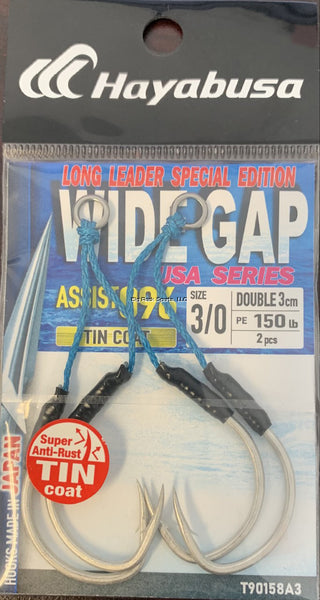 Hayabusa
LONG LEADER SPECIAL EDITION
WIDE GAP
USA SERIES
ASSIST
TIN COAT
SIZE
3/0
DOUBLE 3cm
PE 150 lb
2 pcs
Super
Anti-Rust
TIN
coat
HOOKS MADE IN JAPAN
T90158A3